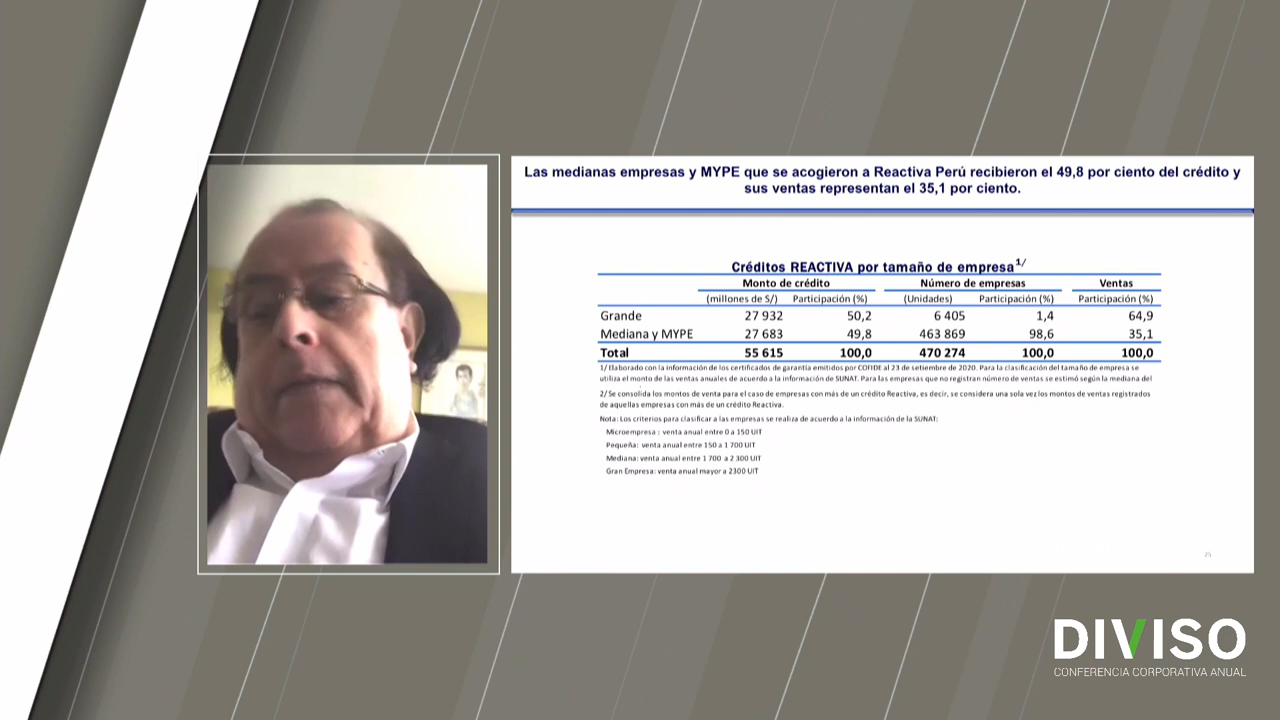 Las medianas empresas y MYPE que se acogieron a Reactiva Perú recibieron el 49,8 por ciento del crédito y
sus ventas representan el 35,1 por ciento.
Créditos REACTIVA por tamaño de empresa 1/
Monto de crédito Número de empresas Ventas
(millones de S/) Participación (%) (Unidades) Participación (%) Participación (%)
Grande 27 932 50,2 6 405 1,4 64,9
Mediana y MYPE 27 683 49,8 463 869 98,6 35,1
Total 55 615 100,0 470 274 100,0 100,0
1/ Elaborado con la información de los certificados de garantía emitidos por COFIDE al 23 de setiembre de 2020. Para la clasificación del tamaño de empresa se
utiliza el monto de las ventas anuales de acuerdo a la información de SUNAT. Para las empresas que no registran número de ventas se estimó según la mediana del
2/ Se consolida los montos de venta para el caso de empresas con más de un crédito Reactiva, es decir, se considera una sola vez los montos de ventas registrados
de aquellas empresas con más de un crédito Reactiva.
Nota: Los criterios para clasificar a las empresas se realiza de acuerdo a la información de la SUNAT:
Microempresa : venta anual entre 0 a 150 UIT
Pequeña: venta anual entre 150 a 1 700 UIT
Mediana: venta anual entre 1 700 a 2 300 UIT
Gran Empresa: venta anual mayor a 2300 UIT
DIVISO
CONFERENCIA CORPORATIVA ANUAL